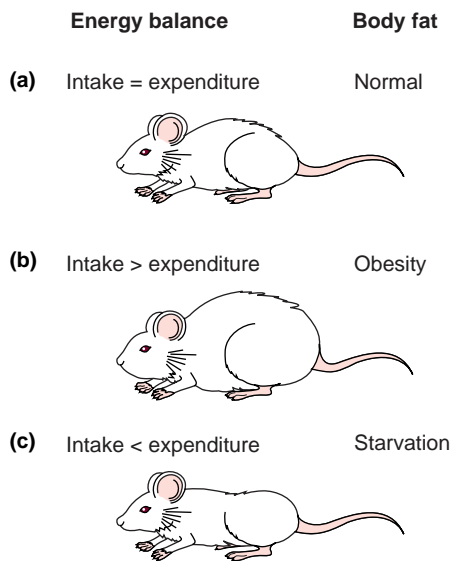 Energy balance Body fat
(a) Intake = expenditure Normal
(b) Intake > expenditure Obesity
(c) Intake < expenditure Starvation